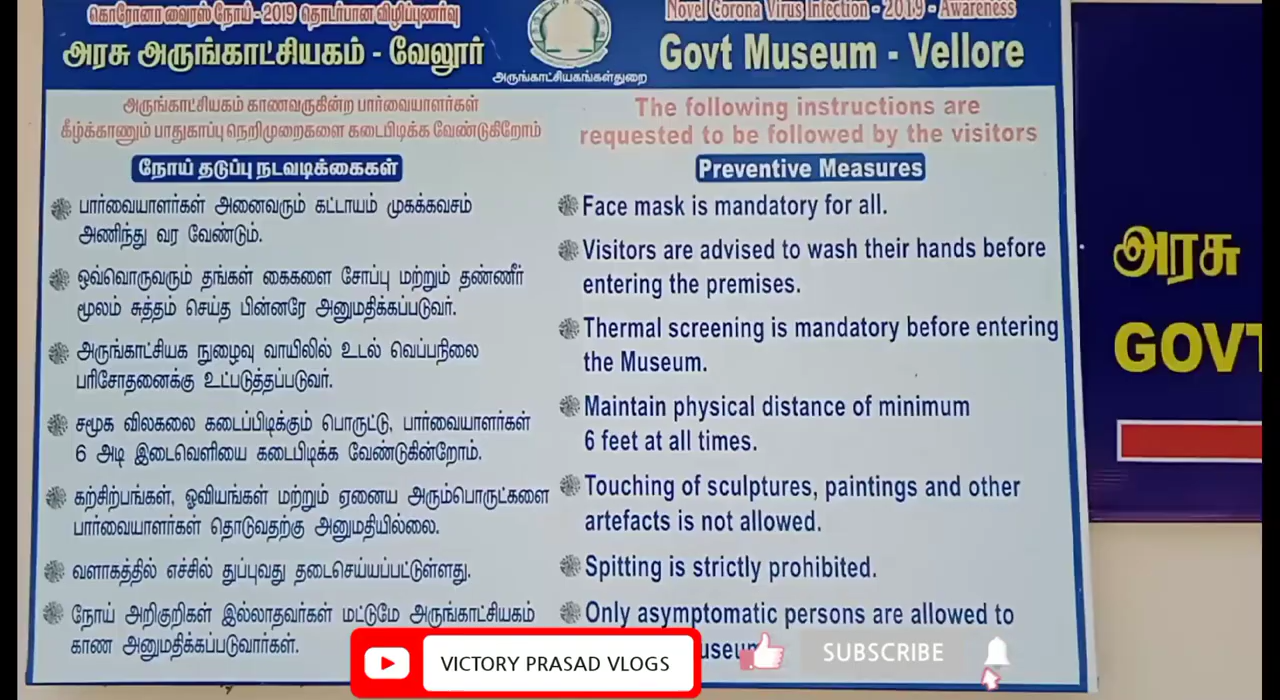 கொரோனா வைரஸ் நோய் - 2019 தொடர்பான விழிப்புணர்வு
அரசு அருங்காட்சியகம் - வேலூர்
அருங்காட்சியகங்கள்துறை
Novel Corona Virus Infection - 2019 - Awareness
Govt Museum - Vellore
அருங்காட்சியகம் காணவருகின்ற பார்வையாளர்கள்
கீழ்க்காணும் பாதுகாப்பு நெறிமுறைகளை கடைபிடிக்க வேண்டுகிறோம்
நோய் தடுப்பு நடவடிக்கைகள்
பார்வையாளர்கள் அனைவரும் கட்டாயம் முகக்கவசம்
அணிந்து வர வேண்டும்.
ஒவ்வொருவரும் தங்கள் கைகளை சோப்பு மற்றும் தண்ணீர்
மூலம் சுத்தம் செய்த பின்னரே அனுமதிக்கப்படுவர்.
அருங்காட்சியக நுழைவு வாயிலில் உடல் வெப்பநிலை
பரிசோதனைக்கு உட்படுத்தப்படுவர்.
சமூக விலகலை கடைப்பிடிக்கும் பொருட்டு, பார்வையாளர்கள்
6 அடி இடைவெளியை கடைபிடிக்க வேண்டுகின்றோம்.
கற்சிற்பங்கள், ஓவியங்கள் மற்றும் ஏனைய அரும்பொருட்களை
பார்வையாளர்கள் தொடுவதற்கு அனுமதியில்லை.
வளாகத்தில் எச்சில் துப்புவது தடைசெய்யப்பட்டுள்ளது.
நோய் அறிகுறிகள் இல்லாதவர்கள் மட்டுமே அருங்காட்சியகம்
காண அனுமதிக்கப்படுவார்கள்.
The following instructions are
requested to be followed by the visitors
Preventive Measures
Face mask is mandatory for all.
Visitors are advised to wash their hands before
entering the premises.
Thermal screening is mandatory before entering
the Museum.
Maintain physical distance of minimum
6 feet at all times.
Touching of sculptures, paintings and other
artefacts is not allowed.
Spitting is strictly prohibited.
Only asymptomatic persons are allowed to
அரசு
GOVT
VICTORY PRASAD VLOGS
SUBSCRIBE